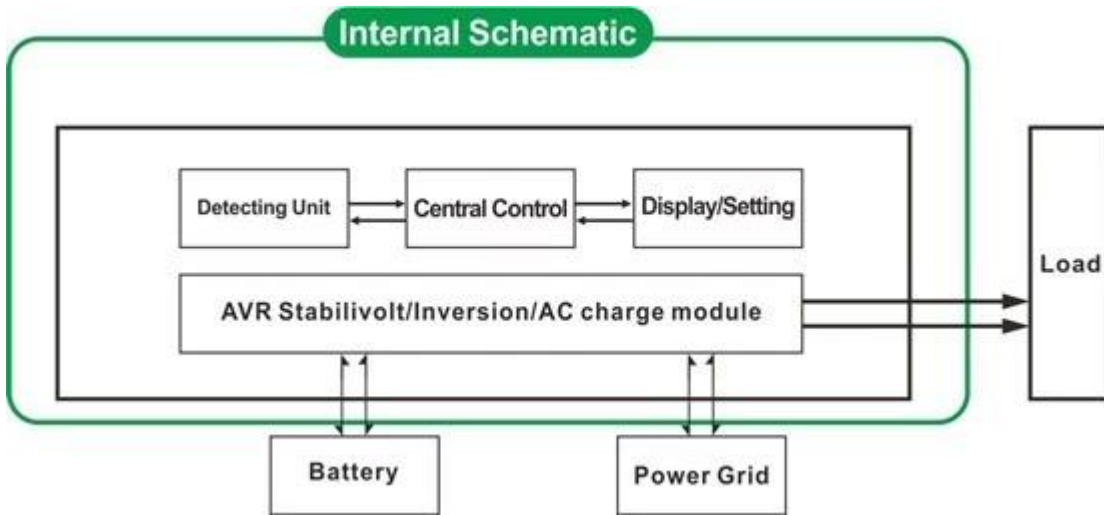 Internal Schematic
Detecting Unit
Central Control
Display/Setting
AVR Stabilivolt/Inversion/AC charge module
Load
Battery
Power Grid